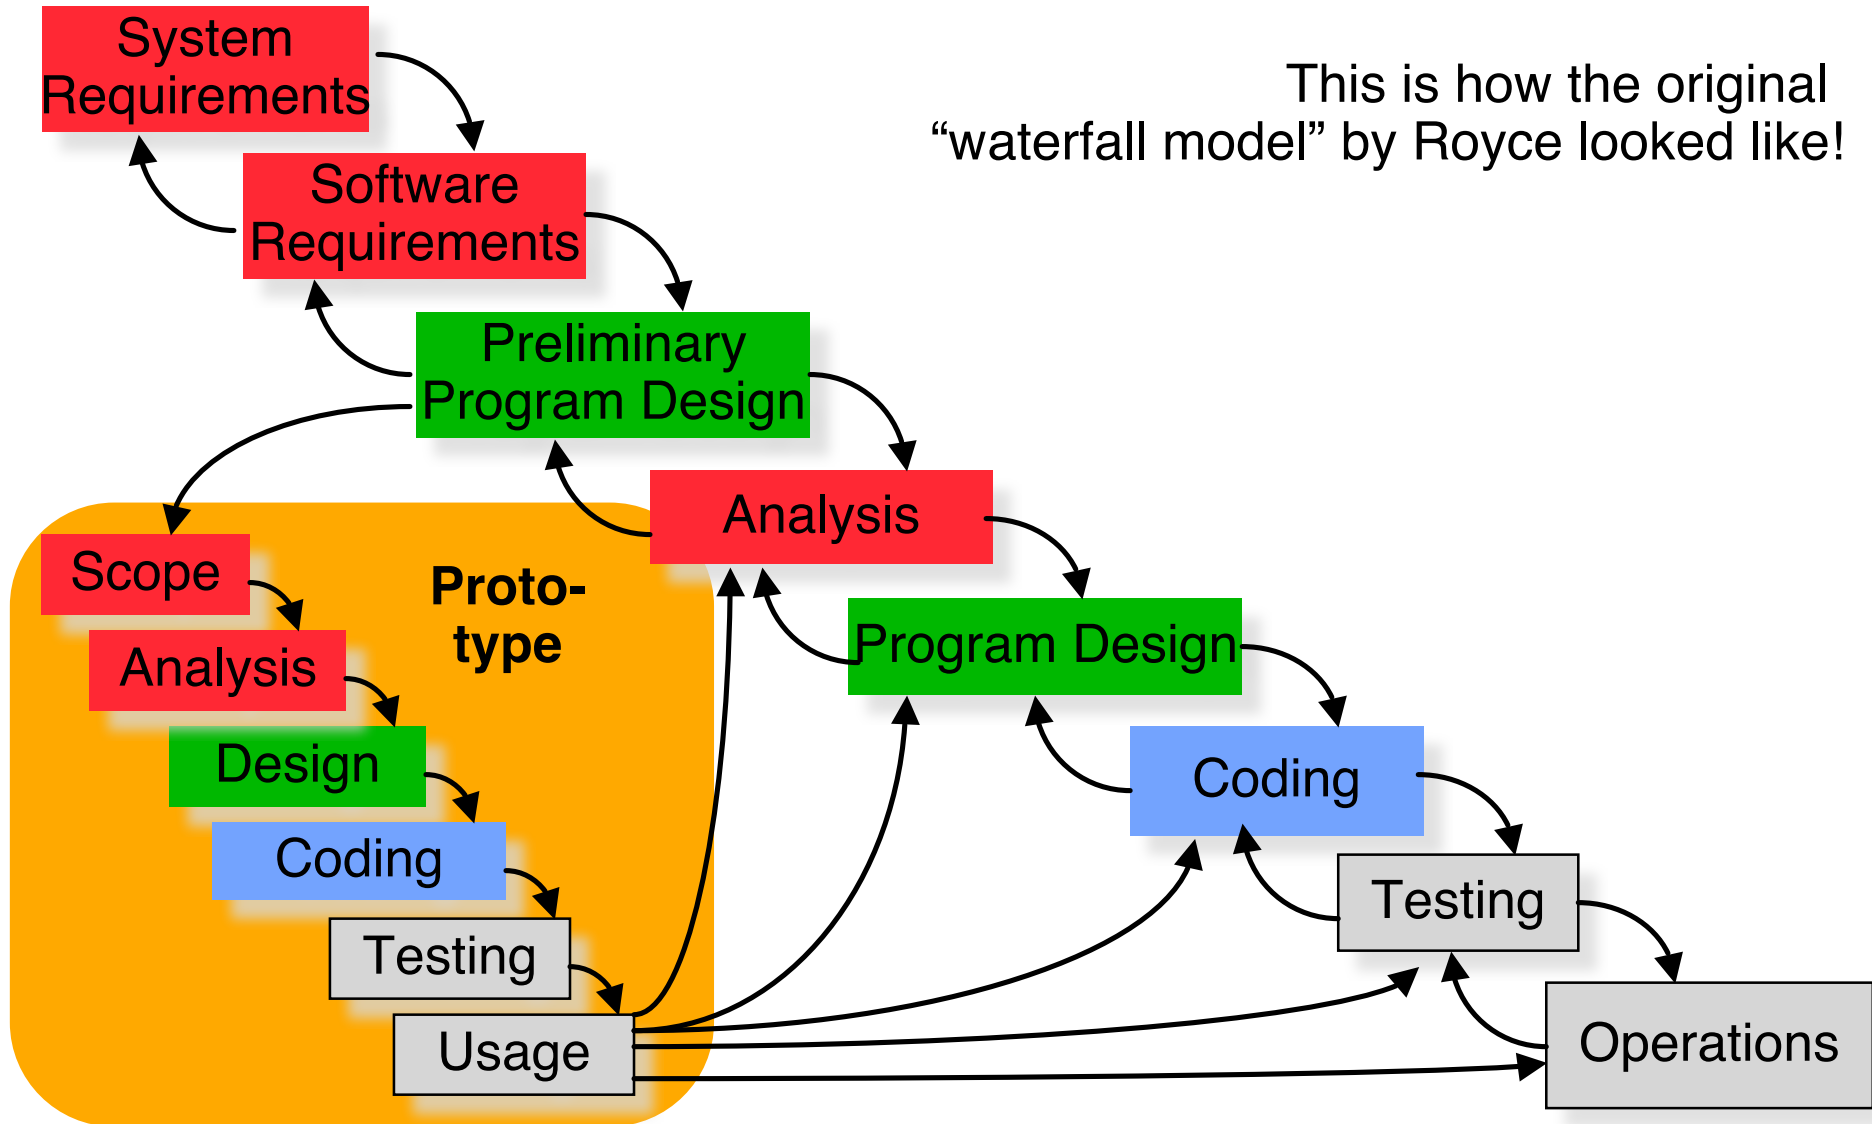 System
Requirements
This is how the original
“waterfall model” by Royce looked like!
Software
Requirements
Preliminary
Program Design
Analysis
Scope
Proto-
type
Analysis
Program Design
Design
Coding
Coding
Testing
Testing
Usage
Operations